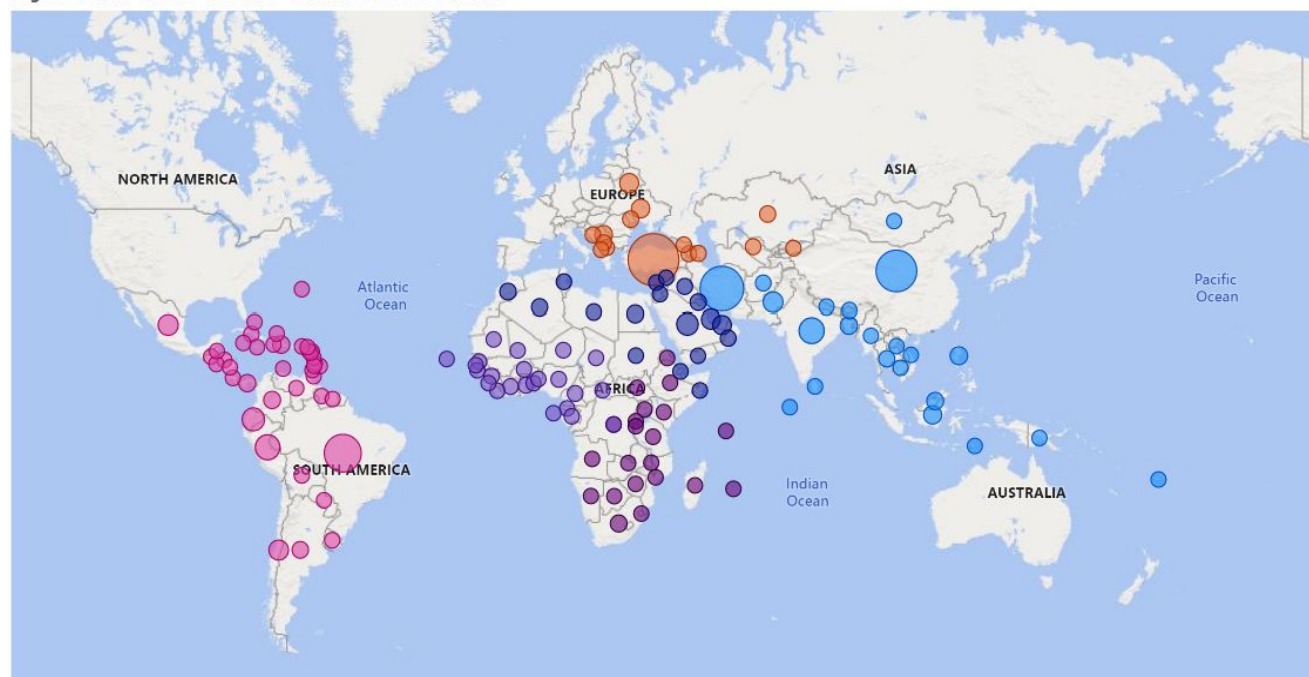 NORTH AMERICA
ASIA
EUROPE
Atlantic
Ocean
Pacific
Ocean
AFRICA
SOUTH AMERICA
Indian
Ocean
AUSTRALIA